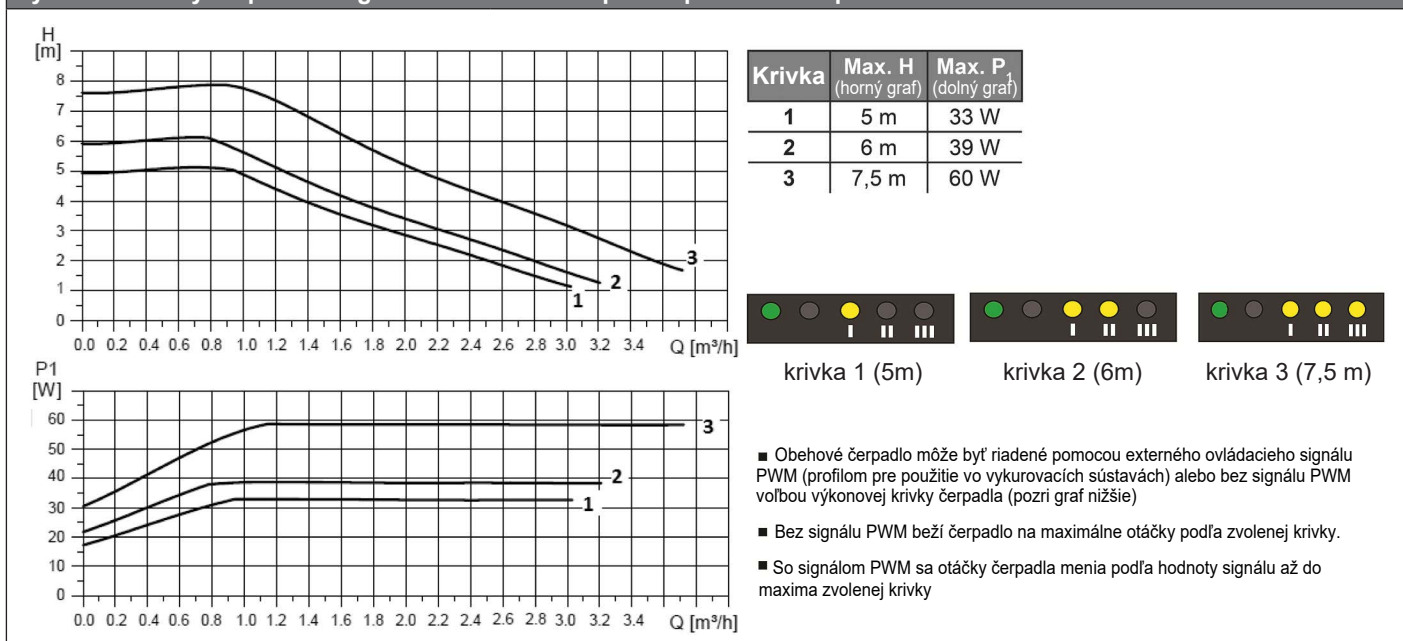 H
[m]
8
7
6
5
4
3
2
1
0
3
2
1
0.0 0.2 0.4 0.6 0.8 1.0 1.2 1.4 1.6 1.8 2.0 2.2 2.4 2.6 2.8 3.0 3.2 3.4 Q [m³/h]
P1
[W]
60
50
40
30
20
10
0
3
2
1
0.0 0.2 0.4 0.6 0.8 1.0 1.2 1.4 1.6 1.8 2.0 2.2 2.4 2.6 2.8 3.0 3.2 3.4 Q [m³/h]
Krivka Max. H (horný graf) Max. P1 (dolný graf)
1 5 m 33 W
2 6 m 39 W
3 7,5 m 60 W
I II III
I II III
I II III
krivka 1 (5m) krivka 2 (6m) krivka 3 (7,5 m)
■ Obehové čerpadlo môže byť riadené pomocou externého ovládacieho signálu
PWM (profilom pre použitie vo vykurovacích sústavách) alebo bez signálu PWM
voľbou výkonovej krivky čerpadla (pozri graf nižšie)
■ Bez signálu PWM beží čerpadlo na maximálne otáčky podľa zvolenej krivky.
■ So signálom PWM sa otáčky čerpadla menia podľa hodnoty signálu až do
maxima zvolenej krivky